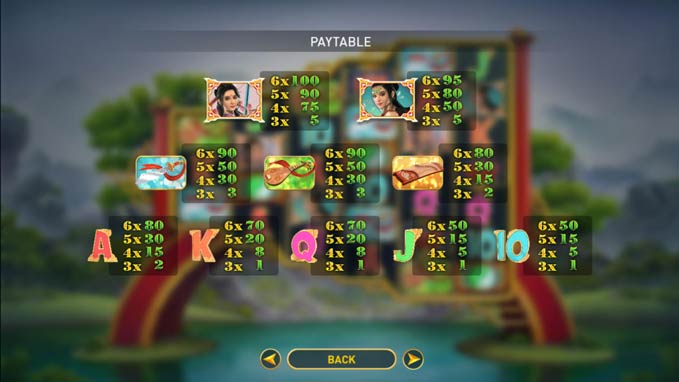 PAYTABLE
6x 100 6x 95
5x 90 5x 80
4x 75 4x 50
3x 5 3x 5
6x 90 6x 90 6x 80
5x 50 5x 50 5x 30
4x 30 4x 30 4x 15
3x 3 3x 3 3x 2
A K Q J 10
6x 80 6x 70 6x 70 6x 50 6x 50
5x 30 5x 20 5x 20 5x 15 5x 15
4x 15 4x 8 4x 8 4x 5 4x 5
3x 2 3x 1 3x 1 3x 1 3x 1
BACK